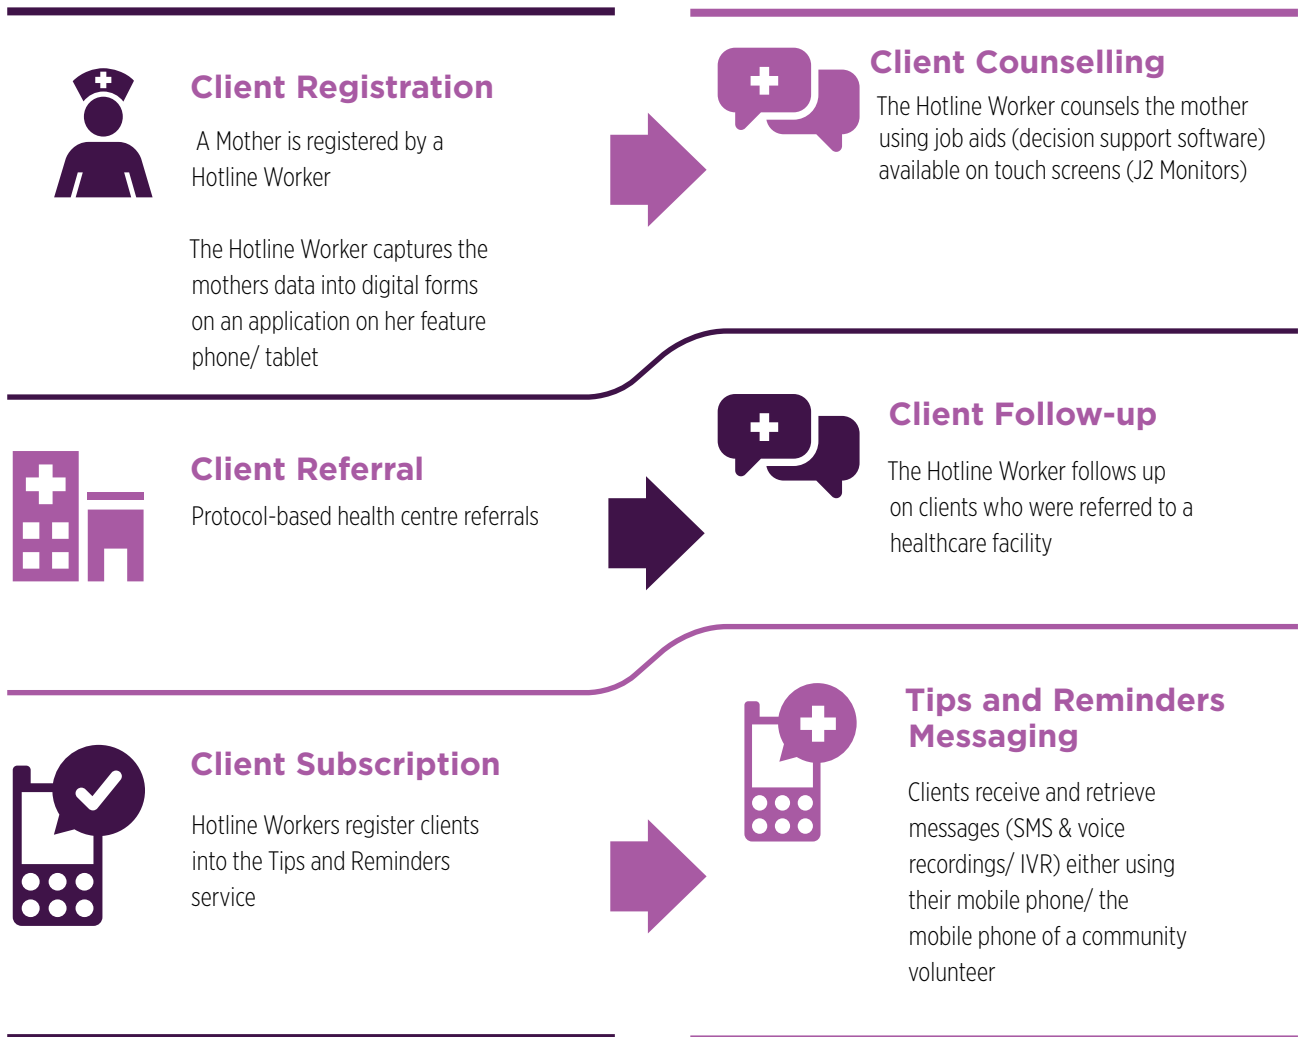 Client Registration
A Mother is registered by a
Hotline Worker
The Hotline Worker captures the
mothers data into digital forms
on an application on her feature
phone/ tablet
Client Counselling
The Hotline Worker counsels the mother
using job aids (decision support software)
available on touch screens (J2 Monitors)
Client Referral
Protocol-based health centre referrals
Client Follow-up
The Hotline Worker follows up
on clients who were referred to a
healthcare facility
Client Subscription
Hotline Workers register clients
into the Tips and Reminders
service
Tips and Reminders
Messaging
Clients receive and retrieve
messages (SMS & voice
recordings/ IVR) either using
their mobile phone/ the
mobile phone of a community
volunteer